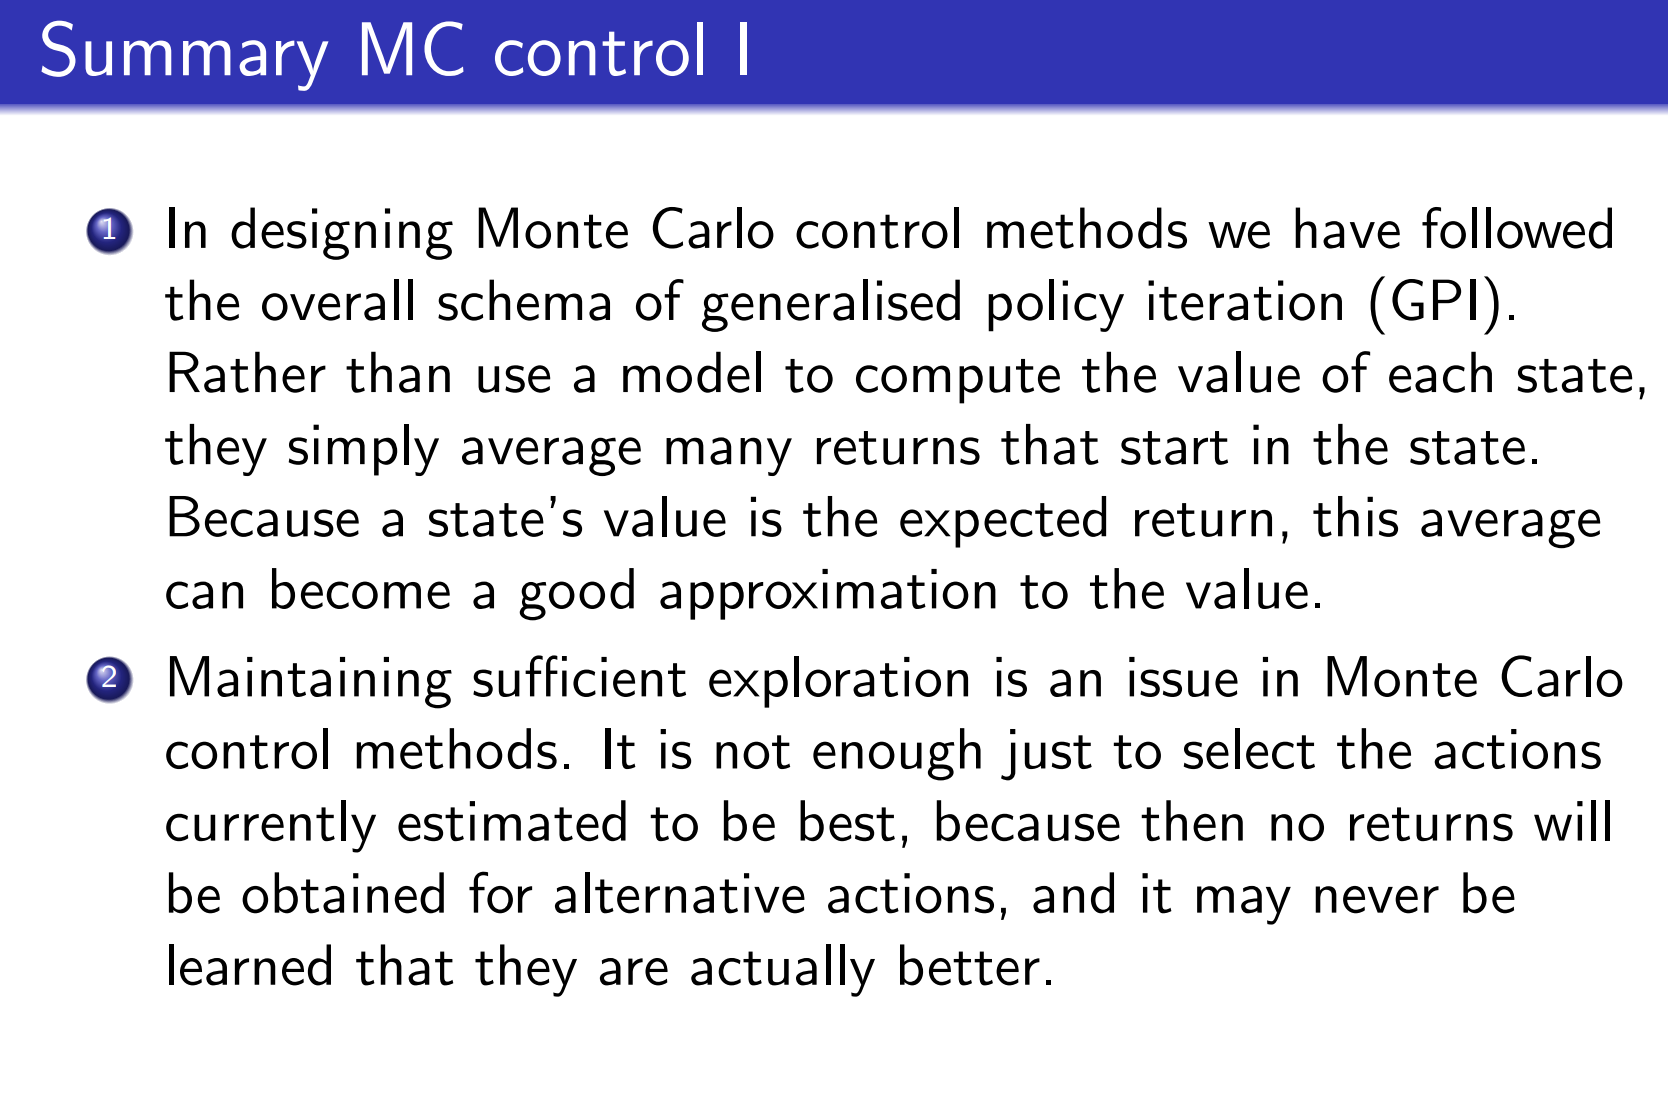 Summary MC control I
1 In designing Monte Carlo control methods we have followed
the overall schema of generalised policy iteration (GPI).
Rather than use a model to compute the value of each state,
they simply average many returns that start in the state.
Because a state's value is the expected return, this average
can become a good approximation to the value.
2 Maintaining sufficient exploration is an issue in Monte Carlo
control methods. It is not enough just to select the actions
currently estimated to be best, because then no returns will
be obtained for alternative actions, and it may never be
learned that they are actually better.